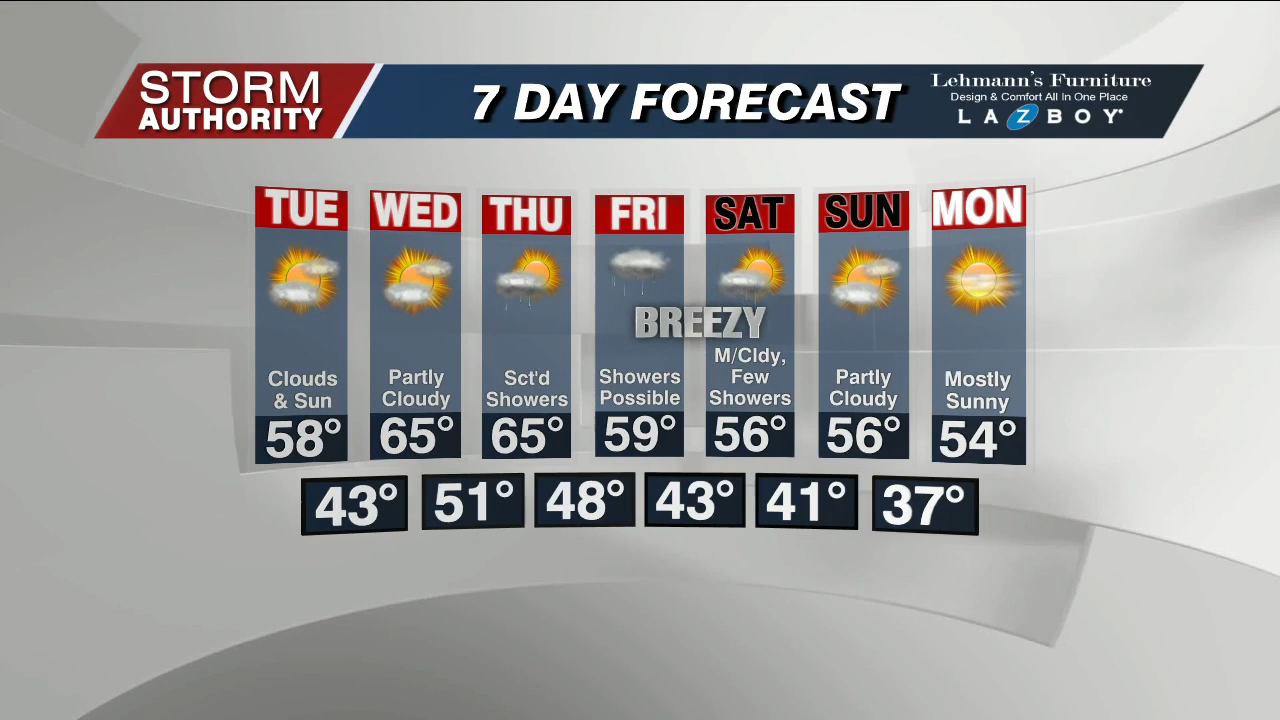 STORM
AUTHORITY
7 DAY FORECAST
Lehmann's Furniture
Design & Comfort All In One Place
LAZBOY®
TUE
WED
THU
FRI
SAT
SUN
MON
BREEZY
Clouds
& Sun
Partly
Cloudy
Sct'd
Showers
Showers
Possible
M/Cldy,
Few
Showers
Partly
Cloudy
Mostly
Sunny
58°
65°
65°
59°
56°
56°
54°
43°
51°
48°
43°
41°
37°